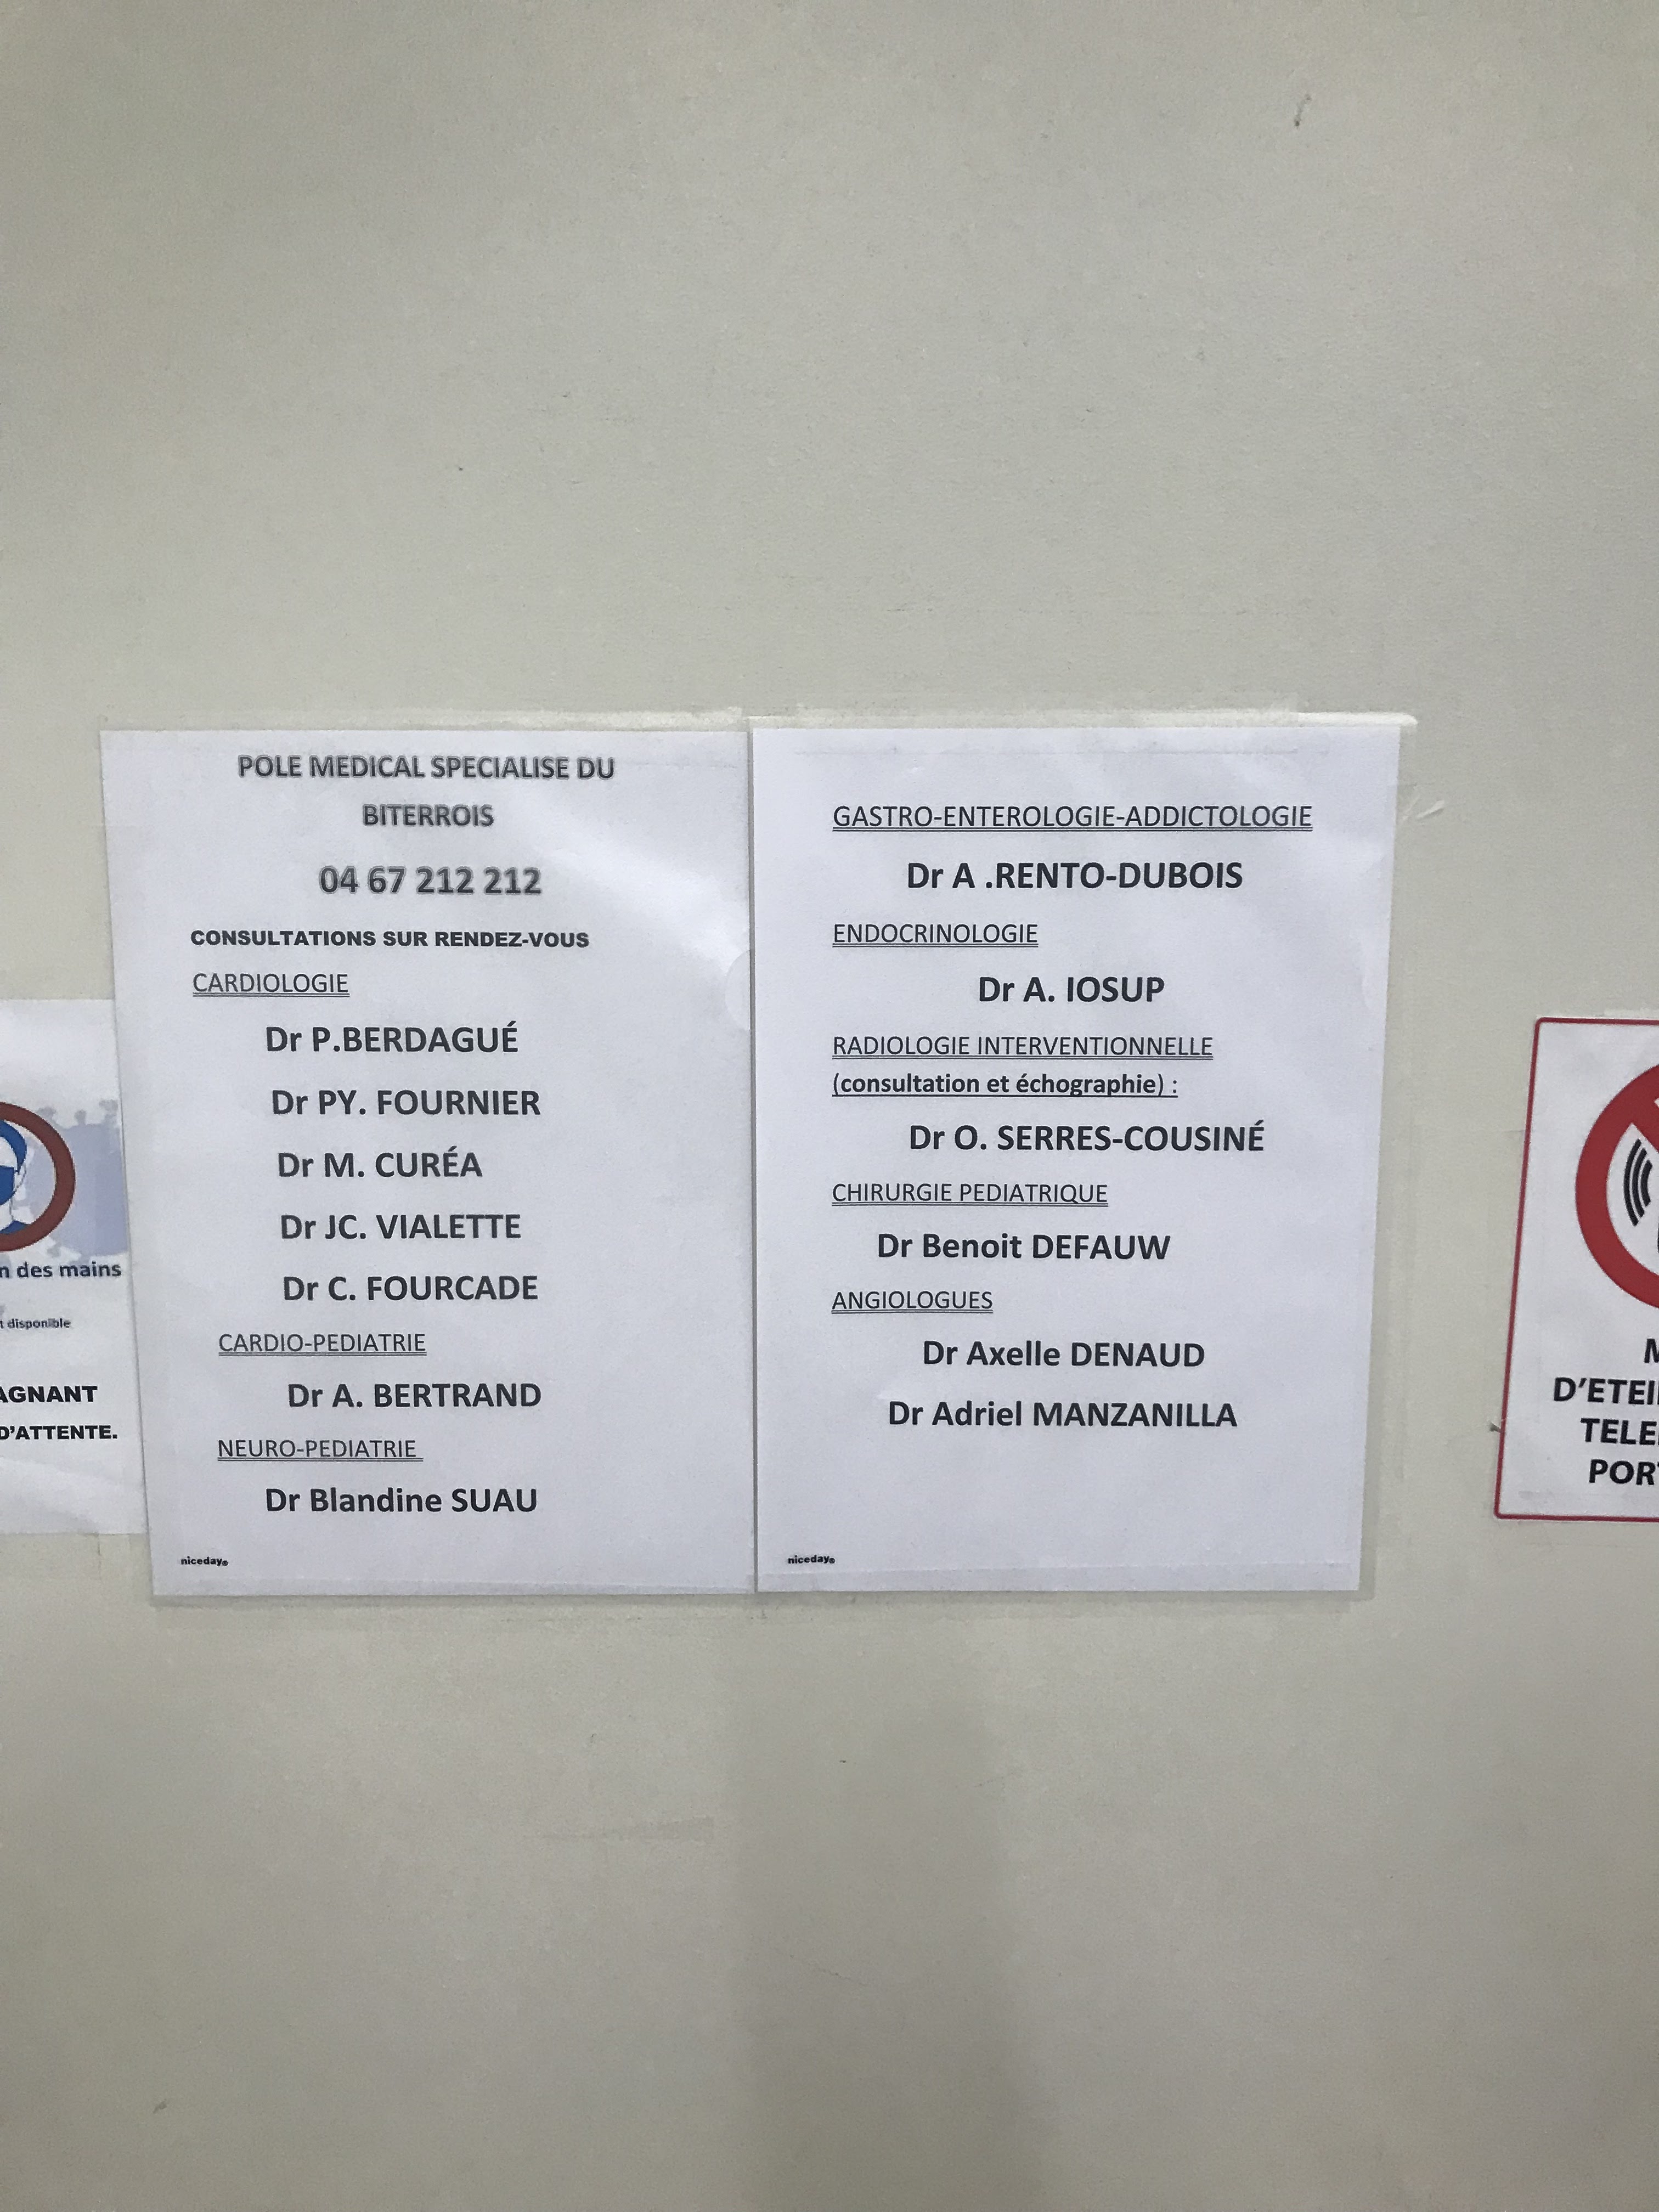 POLE MEDICAL SPECIALISE DU
BITERROIS
04 67 212 212
CONSULTATIONS SUR RENDEZ-VOUS
CARDIOLOGIE
Dr P.BERDAGUÉ
Dr PY. FOURNIER
Dr M. CURÉA
Dr JC. VIALETTE
Dr C. FOURCADE
CARDIO-PEDIATRIE
Dr A. BERTRAND
NEURO-PEDIATRIE
Dr Blandine SUAU
niceday®
GASTRO-ENTEROLOGIE-ADDICTOLOGIE
Dr A .RENTO-DUBOIS
ENDOCRINOLOGIE
Dr A. IOSUP
RADIOLOGIE INTERVENTIONNELLE
(consultation et échographie) :
Dr O. SERRES-COUSINÉ
CHIRURGIE PEDIATRIQUE
Dr Benoit DEFAUW
ANGIOLOGUES
Dr Axelle DENAUD
Dr Adriel MANZANILLA
niceday®
des mains
disponible
AGNANT
D'ATTENTE.
M
D'ETEI
TELE
POR